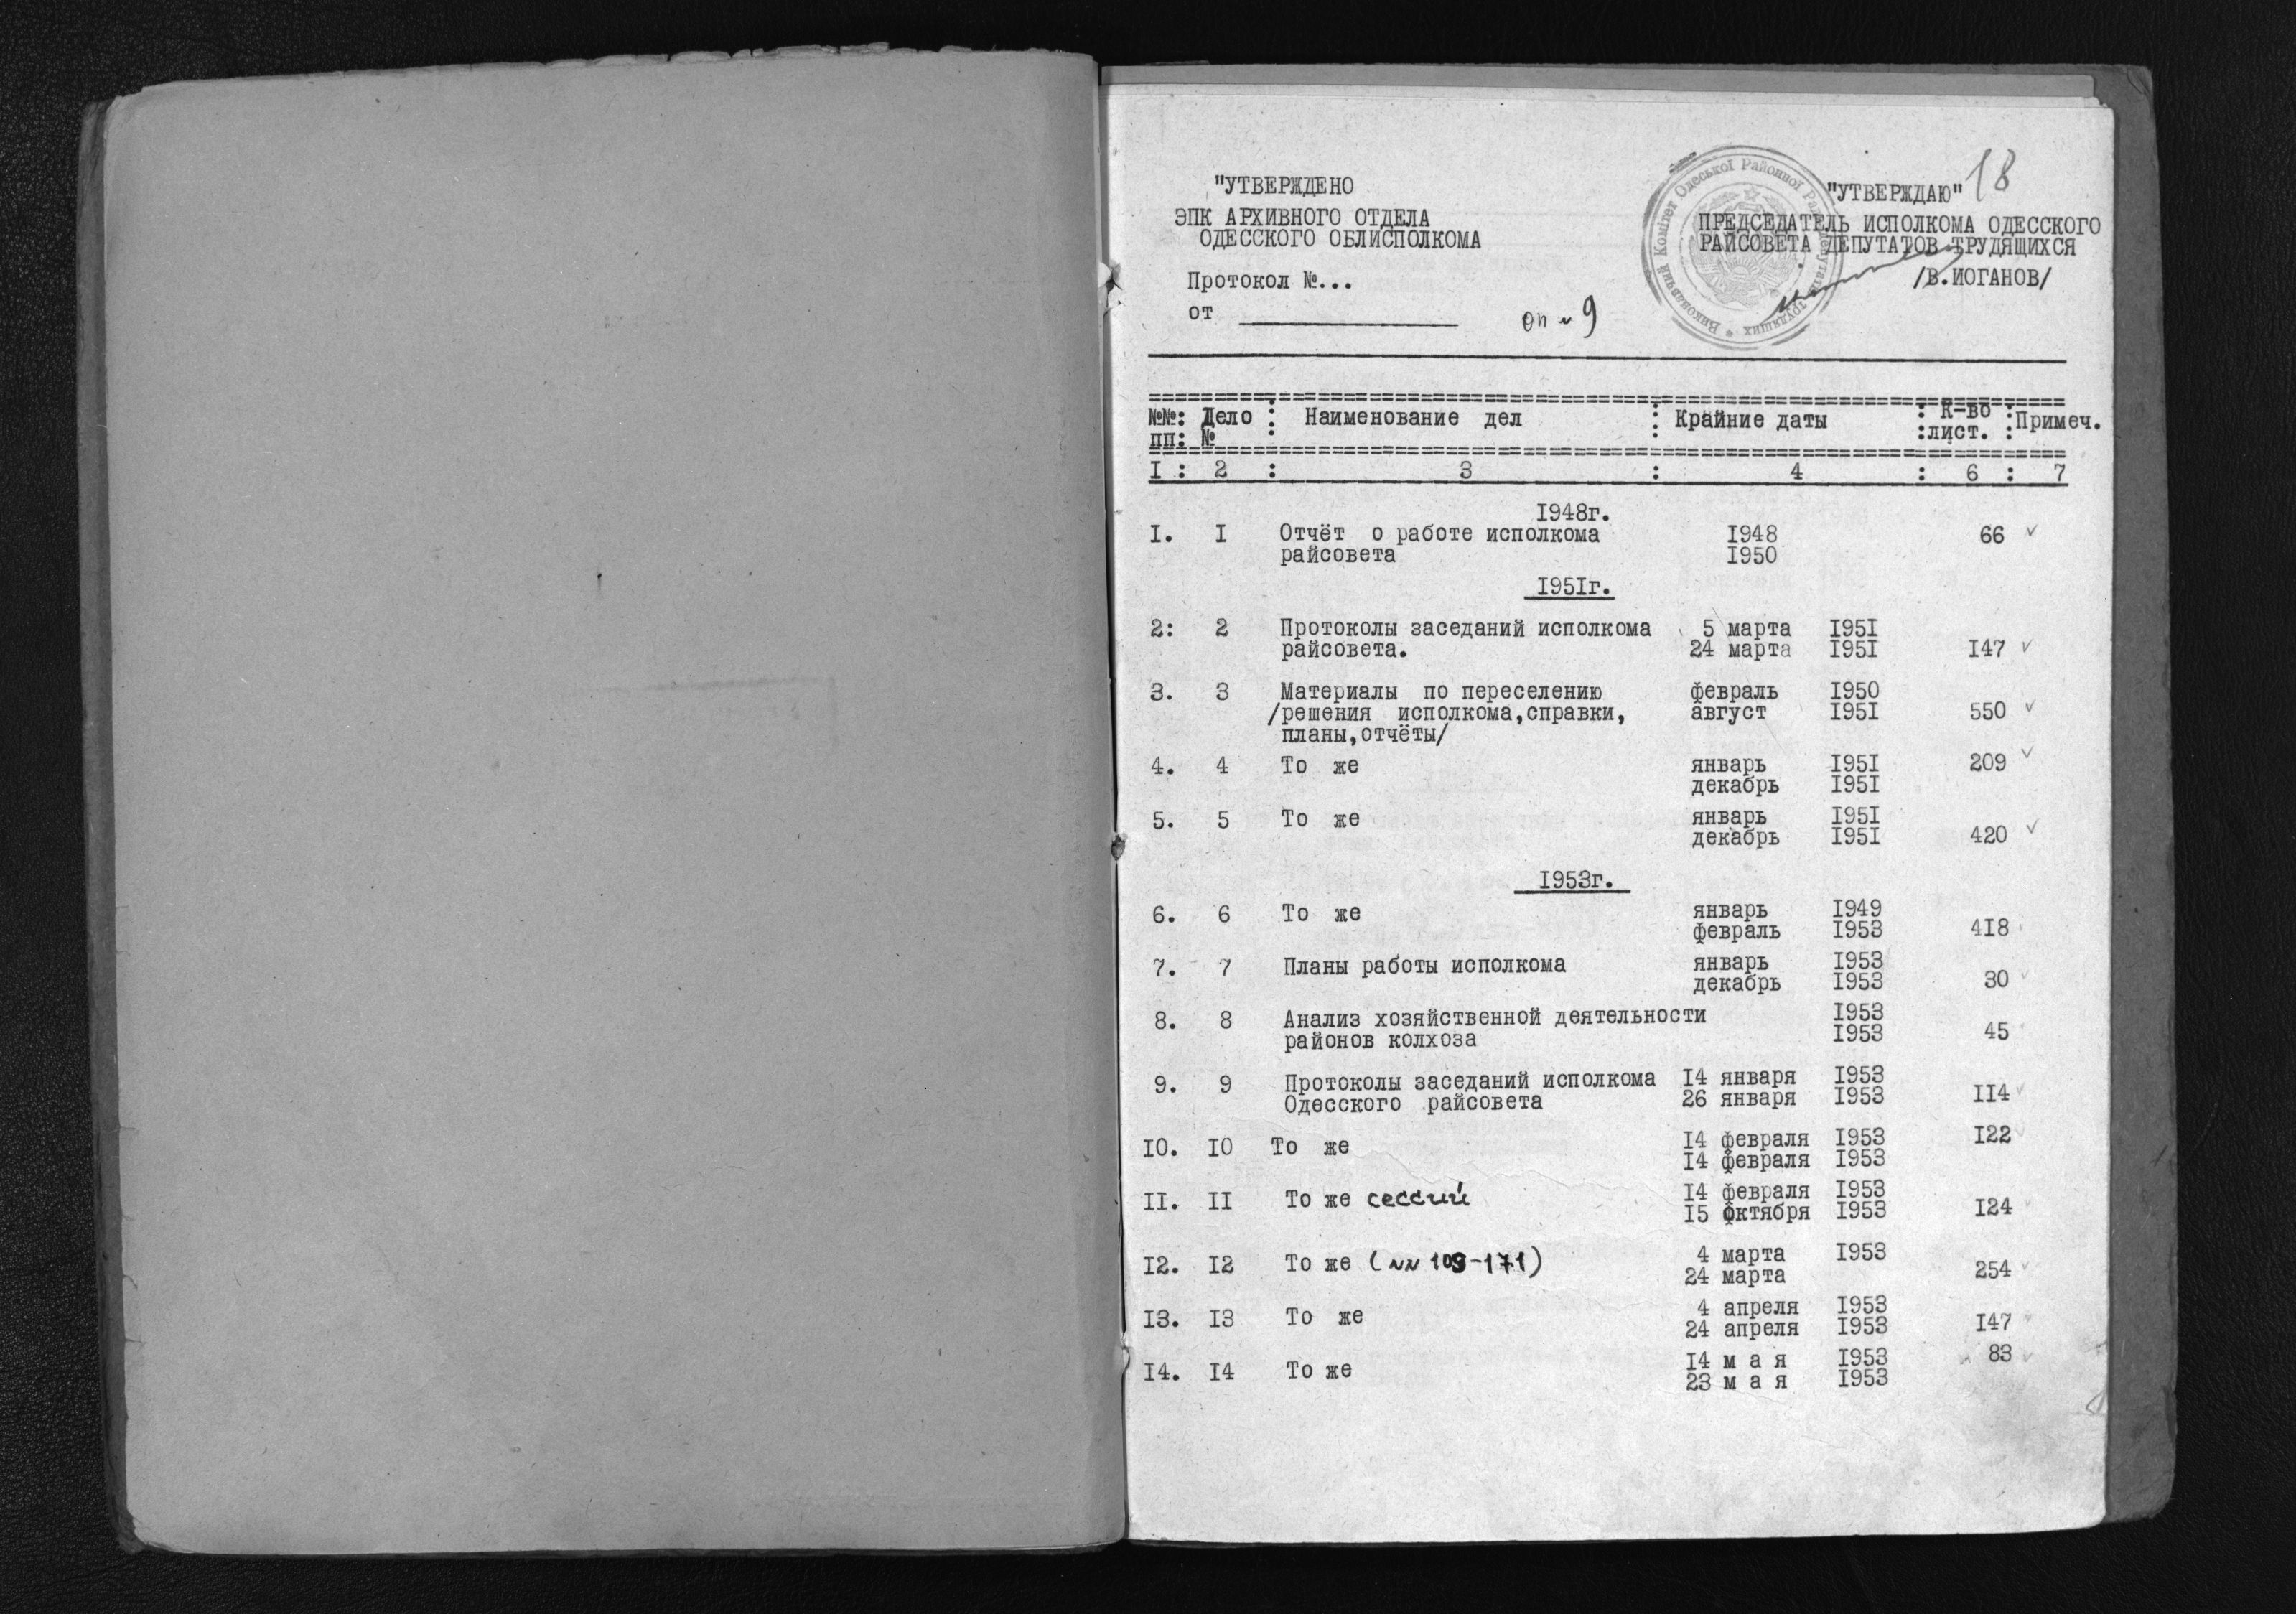 "УТВЕРЖДЕНО
ЭПК АРХИВНОГО ОТДЕЛА
ОДЕССКОГО ОБЛИСПОЛКОМА
Протокол №...
от
оп № 9
18
"УТВЕРЖДАЮ"
ПРЕДСЕДАТЕЛЬ ИСПОЛКОМА ОДЕССКОГО
РАЙСОВЕТА ДЕПУТАТОВ ТРУДЯЩИХСЯ
/В.ИОГАНОВ/
Виконавчий Комітет Одеської Районної Ради депутатів трудящих *
№№: Дело : Наименование дел : Крайние даты : К-во : Примеч.
пп: № : : :лист. :
I : 2 : 3 : 4 : 6 : 7
I948г.
I. I Отчёт о работе исполкома I948 66 ✓
райсовета I950
I95Iг.
2: 2 Протоколы заседаний исполкома 5 марта I95I
райсовета. 24 марта I95I I47 ✓
3. 3 Материалы по переселению февраль I950
/решения исполкома,справки, август I95I 550 ✓
планы,отчёты/
4. 4 То же январь I95I 209 ✓
декабрь I95I
5. 5 То же январь I95I
декабрь I95I 420 ✓
I953г.
6. 6 То же январь I949
февраль I953 4I8
7. 7 Планы работы исполкома январь I953
декабрь I953 30 ✓
8. 8 Анализ хозяйственной деятельности I953
районов колхоза I953 45
9. 9 Протоколы заседаний исполкома I4 января I953
Одесского райсовета 26 января I953 II4 ✓
I0. I0 То же I4 февраля I953 I22 ✓
I4 февраля I953
II. II То же сессий I4 февраля I953
I5 октября I953 I24 ✓
I2. I2 То же (№№ 109-171) 4 марта I953
24 марта 254 ✓
I3. I3 То же 4 апреля I953
24 апреля I953 I47 ✓
I4. I4 То же I4 м а я I953 83 ✓
23 м а я I953